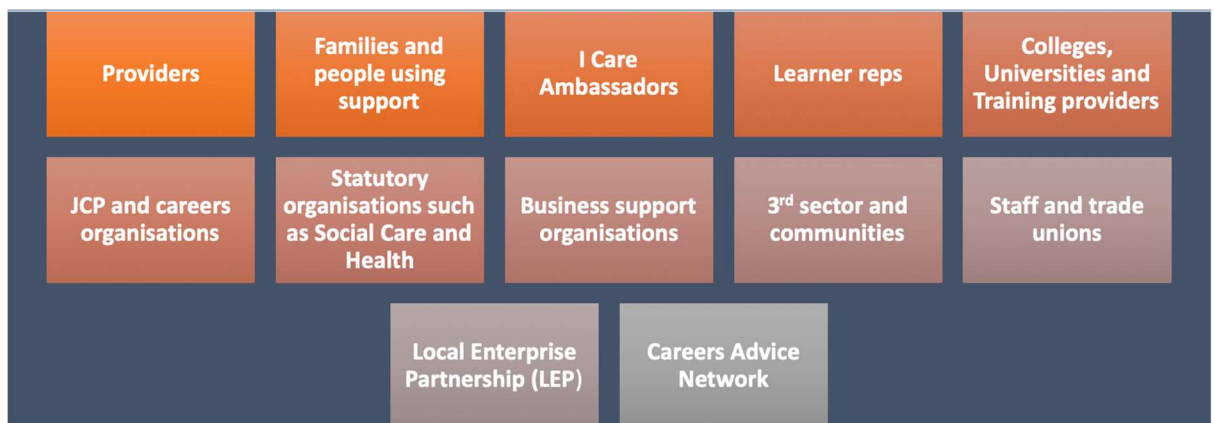 Providers
Families and
people using
support
I Care
Ambassadors
Learner reps
Colleges,
Universities and
Training providers
JCP and careers
organisations
Statutory
organisations such
as Social Care and
Health
Business support
organisations
3rd sector and
communities
Staff and trade
unions
Local Enterprise
Partnership (LEP)
Careers Advice
Network